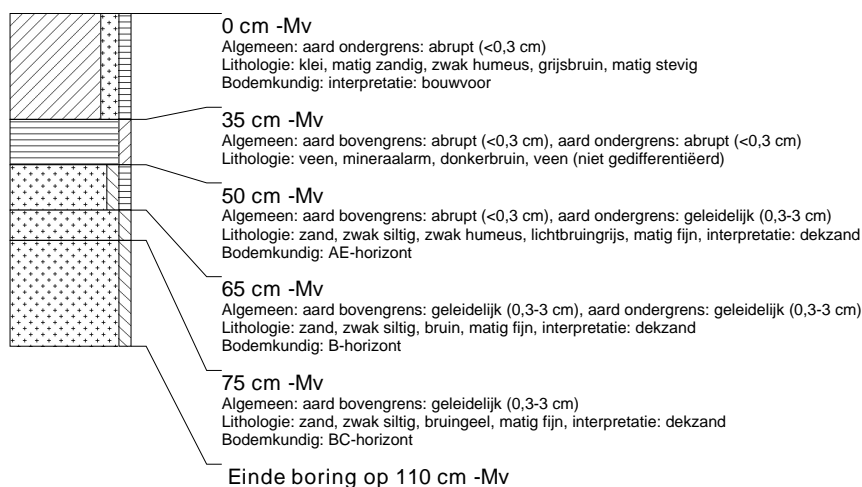 0 cm -Mv
Algemeen: aard ondergrens: abrupt (<0,3 cm)
Lithologie: klei, matig zandig, zwak humeus, grijsbruin, matig stevig
Bodemkundig: interpretatie: bouwvoor
35 cm -Mv
Algemeen: aard bovengrens: abrupt (<0,3 cm), aard ondergrens: abrupt (<0,3 cm)
Lithologie: veen, mineraalarm, donkerbruin, veen (niet gedifferentiëerd)
50 cm -Mv
Algemeen: aard bovengrens: abrupt (<0,3 cm), aard ondergrens: geleidelijk (0,3-3 cm)
Lithologie: zand, zwak siltig, zwak humeus, lichtbruingrijs, matig fijn, interpretatie: dekzand
Bodemkundig: AE-horizont
65 cm -Mv
Algemeen: aard bovengrens: geleidelijk (0,3-3 cm), aard ondergrens: geleidelijk (0,3-3 cm)
Lithologie: zand, zwak siltig, bruin, matig fijn, interpretatie: dekzand
Bodemkundig: B-horizont
75 cm -Mv
Algemeen: aard bovengrens: geleidelijk (0,3-3 cm)
Lithologie: zand, zwak siltig, bruingeel, matig fijn, interpretatie: dekzand
Bodemkundig: BC-horizont
Einde boring op 110 cm -Mv